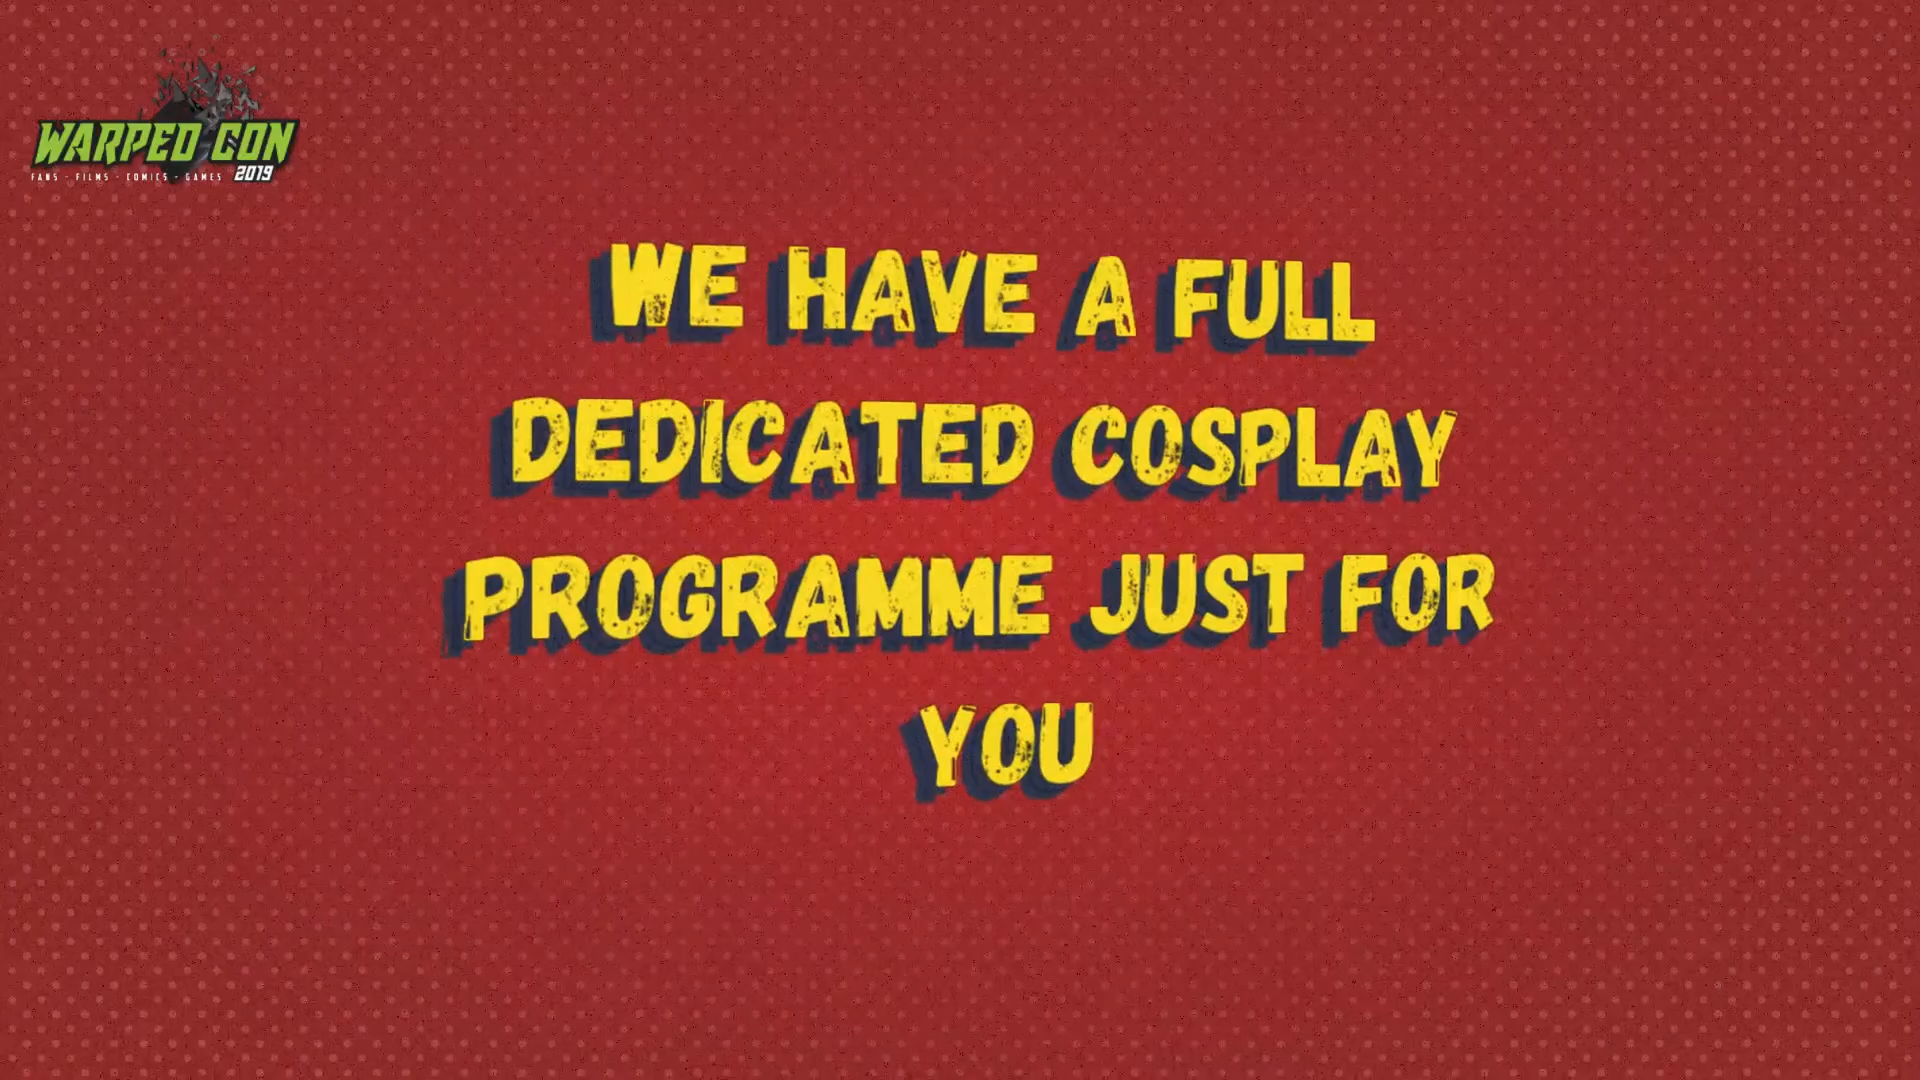 WARPED CON
FANS - FILMS - COMICS - GAMES 2019
WE HAVE A FULL
DEDICATED COSPLAY
PROGRAMME JUST FOR
YOU